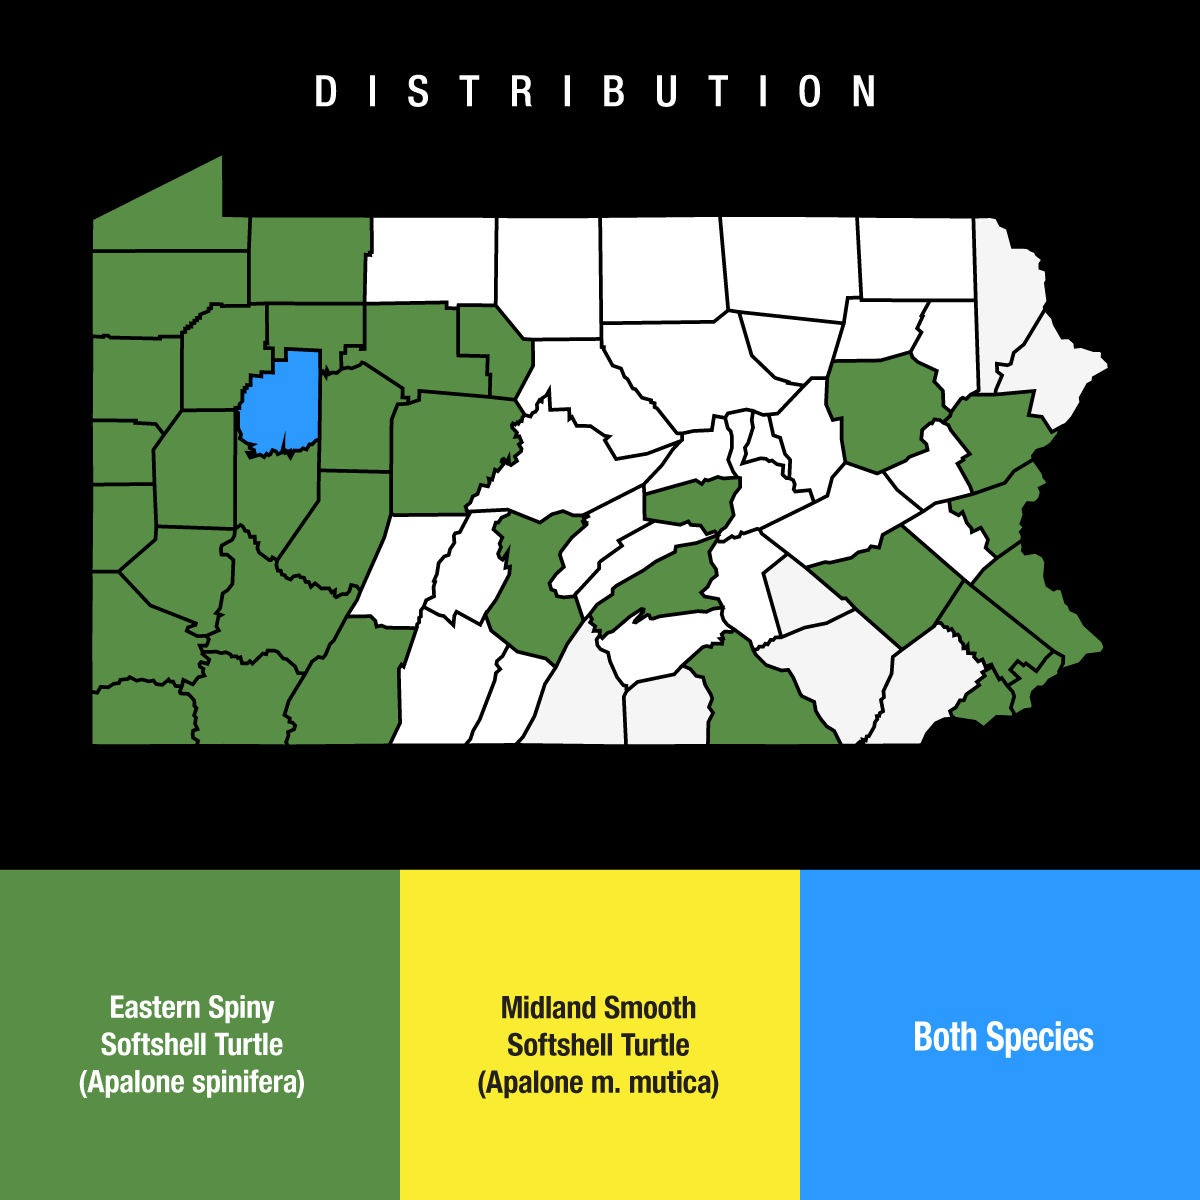 DISTRIBUTION
Eastern Spiny
Softshell Turtle
(Apalone spinifera)
Midland Smooth
Softshell Turtle
(Apalone m. mutica)
Both Species